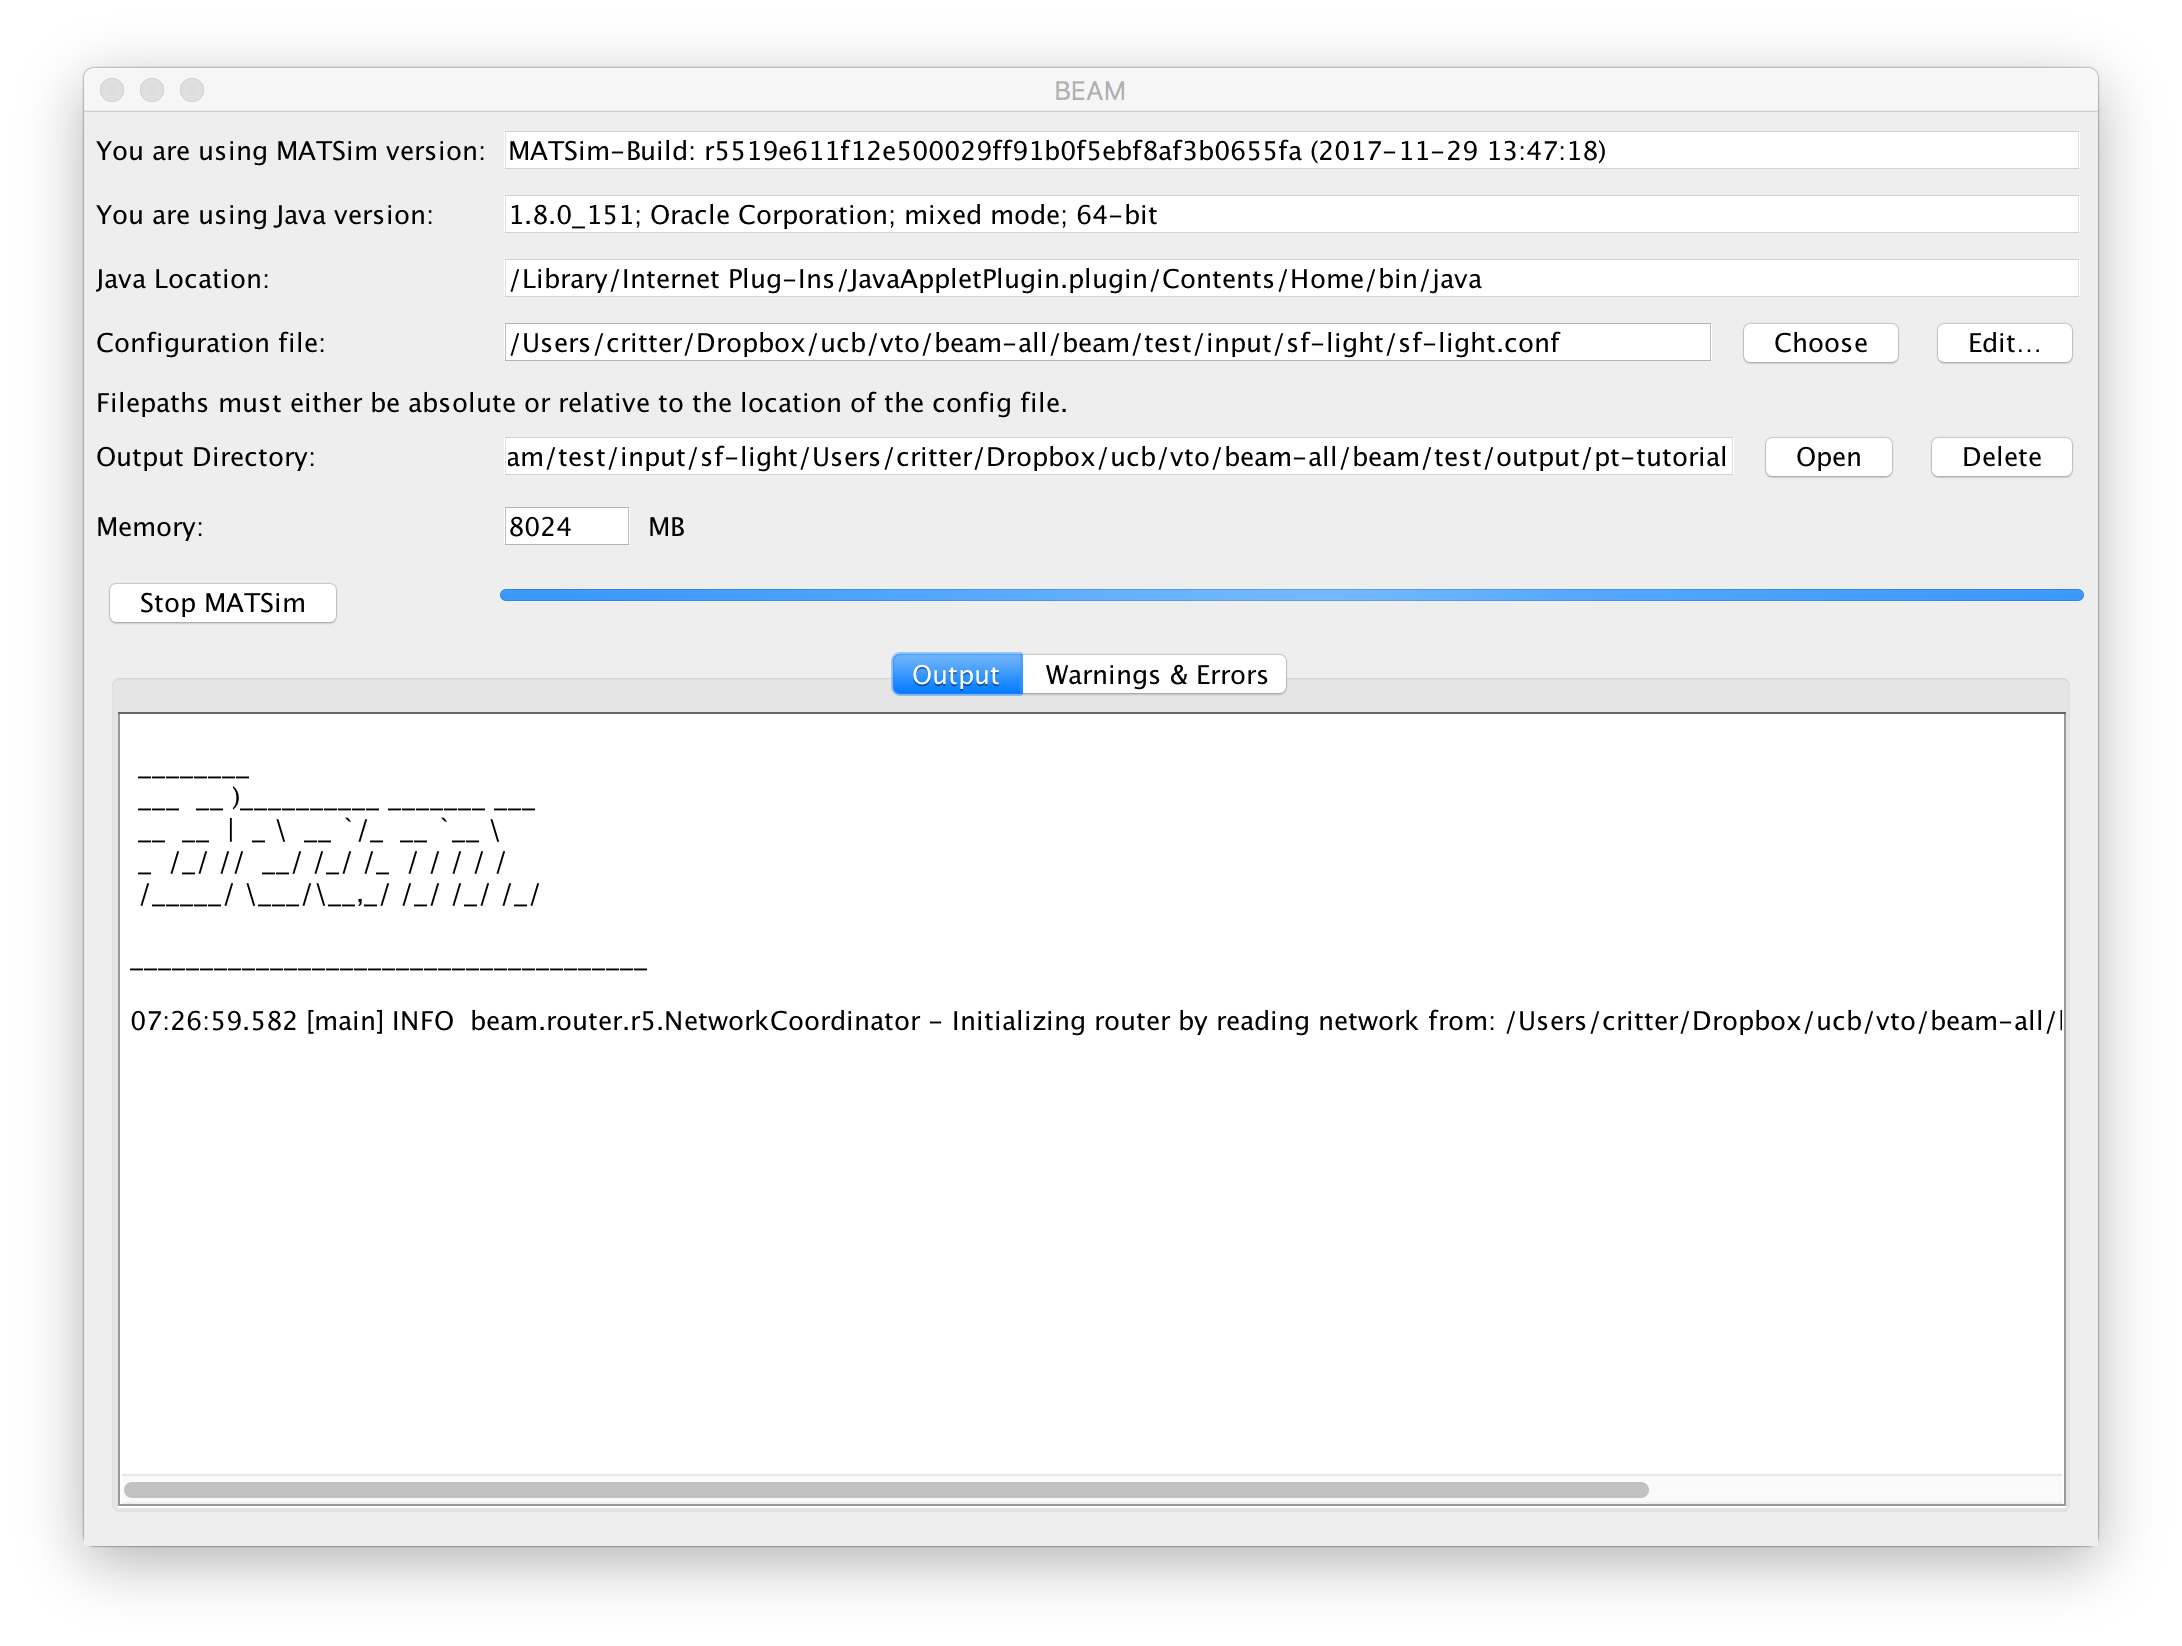 BEAM
You are using MATSim version: MATSim-Build: r5519e611f12e500029ff91b0f5ebf8af3b0655fa (2017-11-29 13:47:18)
You are using Java version: 1.8.0_151; Oracle Corporation; mixed mode; 64-bit
Java Location: /Library/Internet Plug-Ins/JavaAppletPlugin.plugin/Contents/Home/bin/java
Configuration file: /Users/critter/Dropbox/ucb/vto/beam-all/beam/test/input/sf-light/sf-light.conf Choose Edit...
Filepaths must either be absolute or relative to the location of the config file.
Output Directory: am/test/input/sf-light/Users/critter/Dropbox/ucb/vto/beam-all/beam/test/output/pt-tutorial Open Delete
Memory: 8024 MB
Stop MATSim
Output Warnings & Errors
________
___  __ )__________ _______ ___
__  __  |  _ \  __ `/_  __ `__ \
_  /_/ //  __/ /_/ /_  / / / / /
/_____/ \___/\__,_/ /_/ /_/ /_/
_____________________________________
07:26:59.582 [main] INFO  beam.router.r5.NetworkCoordinator - Initializing router by reading network from: /Users/critter/Dropbox/ucb/vto/beam-all/